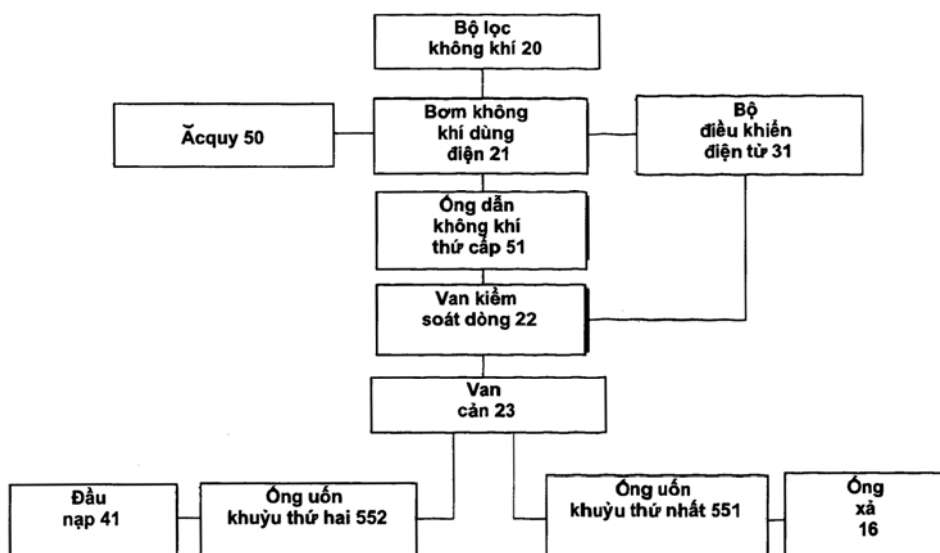 Bộ lọc
không khí 20
Ăcquy 50
Bơm không
khí dùng
điện 21
Bộ
điều khiển
điện tử 31
Ống dẫn
không khí
thứ cấp 51
Van kiểm
soát dòng 22
Van
cản 23
Đầu
nạp 41
Ống uốn
khuỷu thứ hai 552
Ống uốn
khuỷu thứ nhất 551
Ống
xả
16